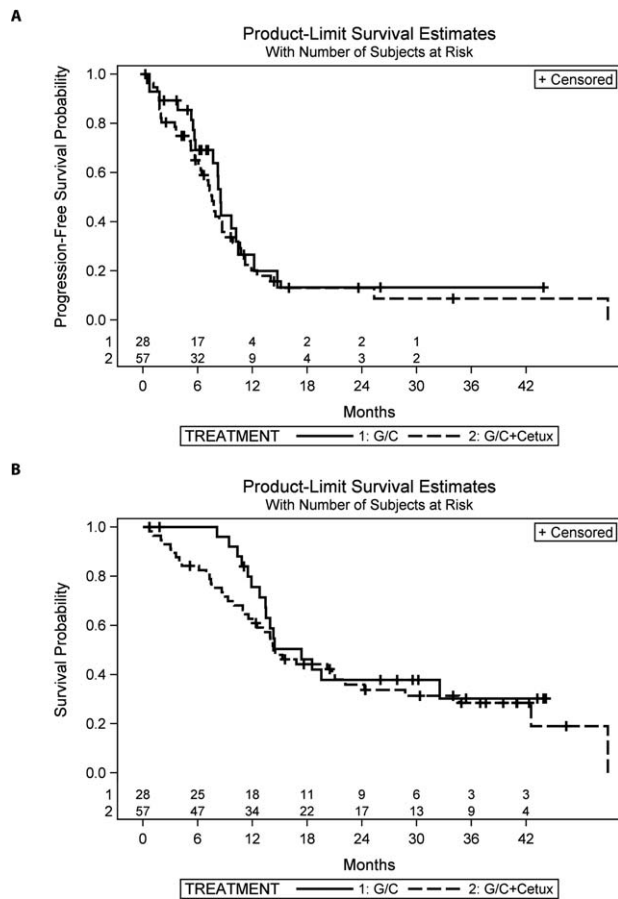 A
Product-Limit Survival Estimates
With Number of Subjects at Risk
+ Censored
Progression-Free Survival Probability
1.0
0.8
0.6
0.4
0.2
0.0
1 28 17 4 2 2 1
2 57 32 9 4 3 2
0 6 12 18 24 30 36 42
Months
TREATMENT 1: G/C 2: G/C+Cetux
B
Product-Limit Survival Estimates
With Number of Subjects at Risk
+ Censored
Survival Probability
1.0
0.8
0.6
0.4
0.2
0.0
1 28 25 18 11 9 6 3 3
2 57 47 34 22 17 13 9 4
0 6 12 18 24 30 36 42
Months
TREATMENT 1: G/C 2: G/C+Cetux